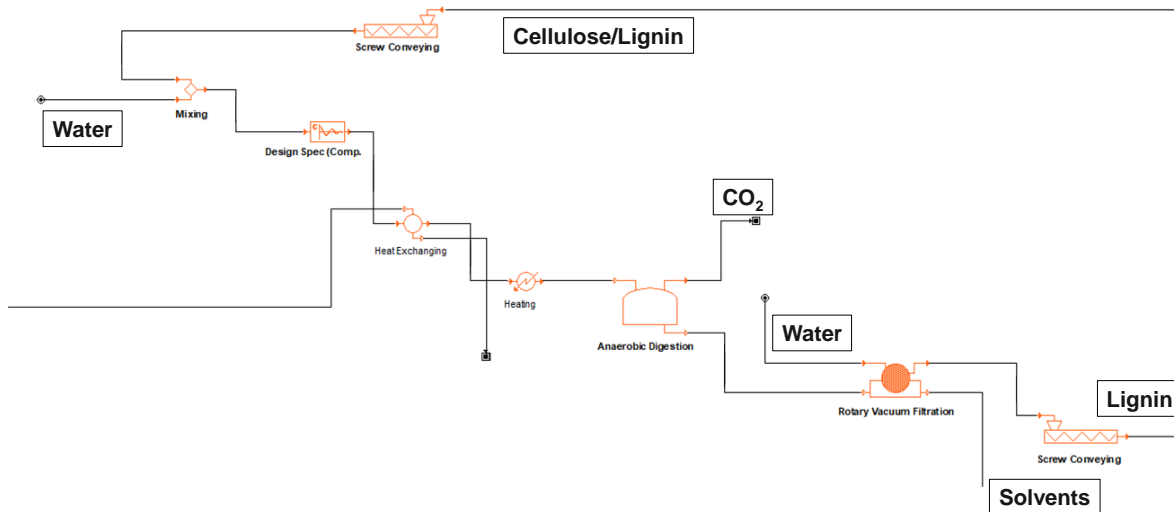 Cellulose/Lignin
Screw Conveying
Water
Mixing
C
Design Spec (Comp.
CO₂
Heat Exchanging
Heating
Anaerobic Digestion
Water
Rotary Vacuum Filtration
Lignin
Screw Conveying
Solvents